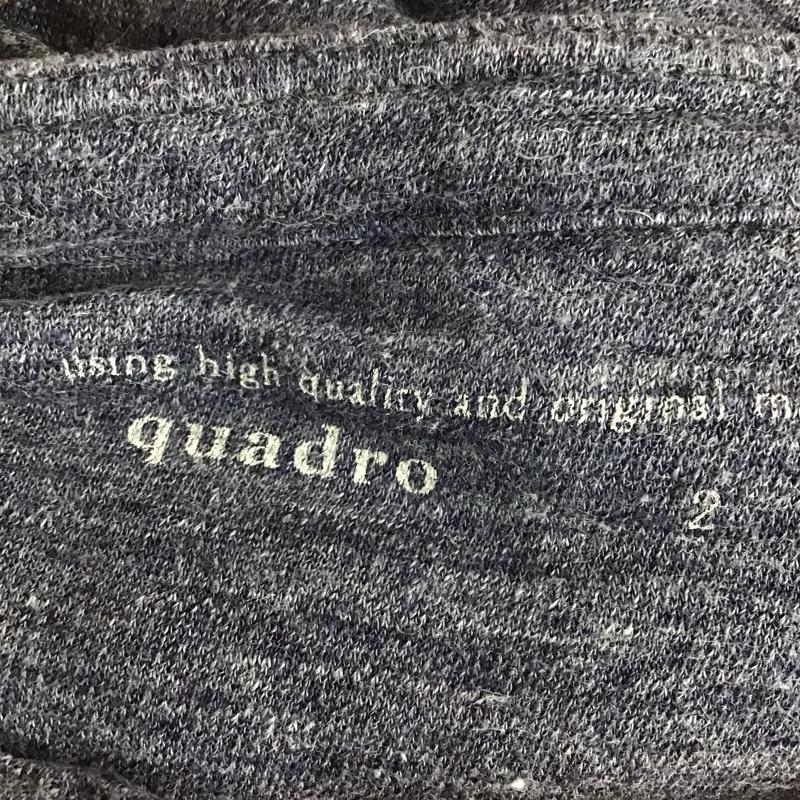 using high quality and original
quadro
2